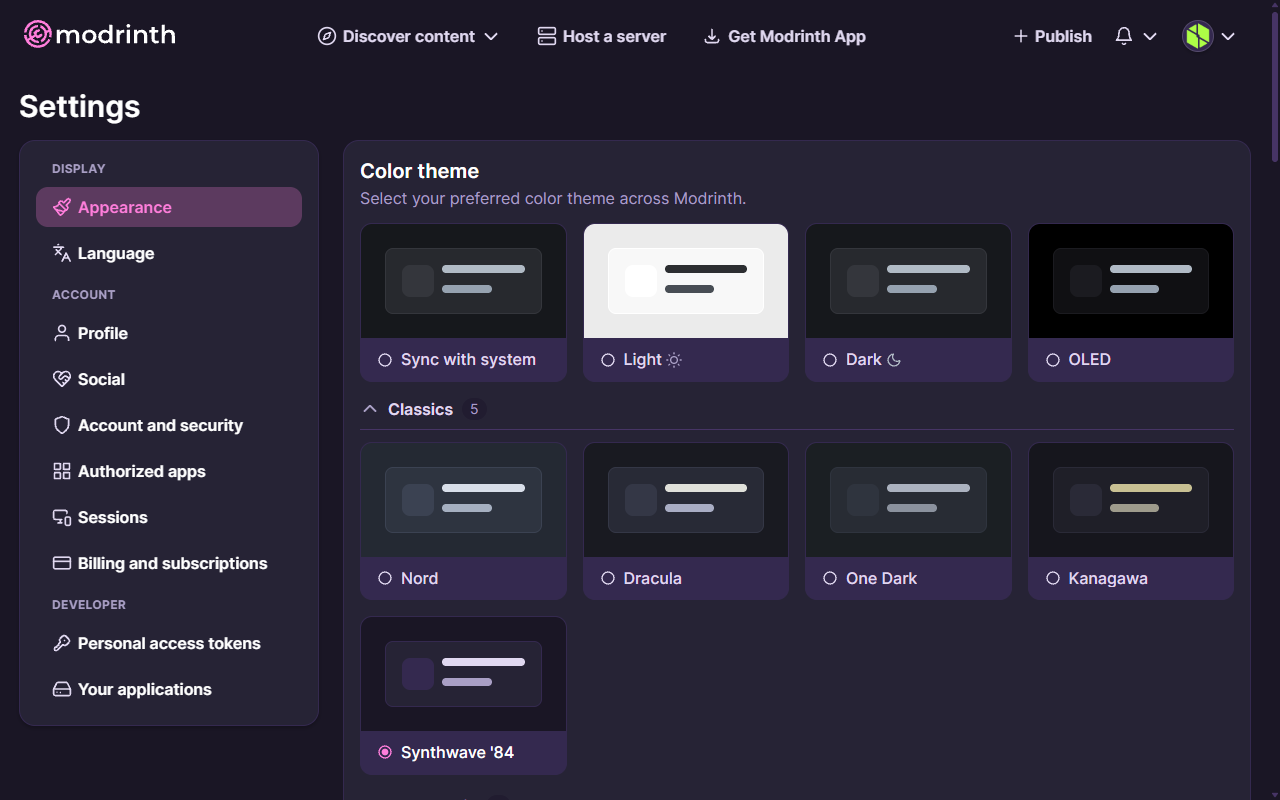 modrinth
Discover content
Host a server
Get Modrinth App
Publish
Settings
DISPLAY
Appearance
Language
ACCOUNT
Profile
Social
Account and security
Authorized apps
Sessions
Billing and subscriptions
DEVELOPER
Personal access tokens
Your applications
Color theme
Select your preferred color theme across Modrinth.
Sync with system
Light
Dark
OLED
Classics 5
Nord
Dracula
One Dark
Kanagawa
Synthwave '84